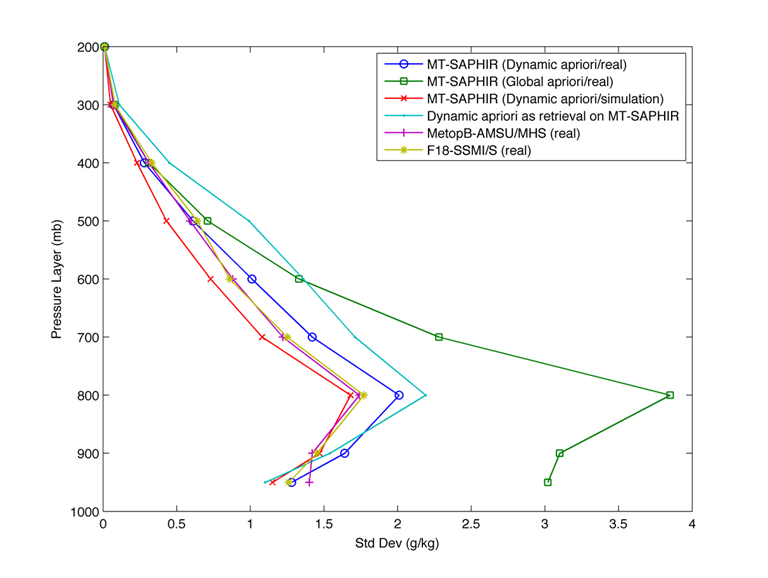 MT-SAPHIR (Dynamic apriori/real)
MT-SAPHIR (Global apriori/real)
MT-SAPHIR (Dynamic apriori/simulation)
Dynamic apriori as retrieval on MT-SAPHIR
MetopB-AMSU/MHS (real)
F18-SSMI/S (real)
Pressure Layer (mb)
200
300
400
500
600
700
800
900
1000
0 0.5 1 1.5 2 2.5 3 3.5 4
Std Dev (g/kg)